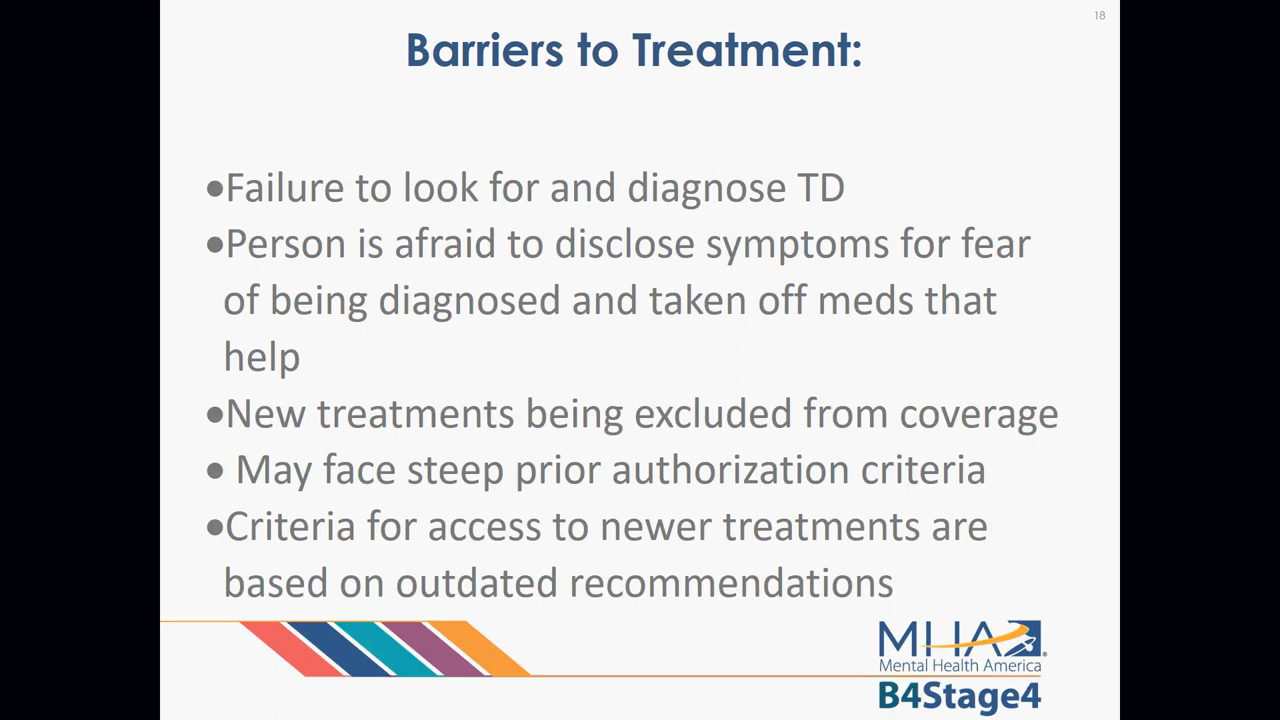 18
Barriers to Treatment:
•Failure to look for and diagnose TD
•Person is afraid to disclose symptoms for fear
of being diagnosed and taken off meds that
help
•New treatments being excluded from coverage
• May face steep prior authorization criteria
•Criteria for access to newer treatments are
based on outdated recommendations
MHA®
Mental Health America
B4Stage4